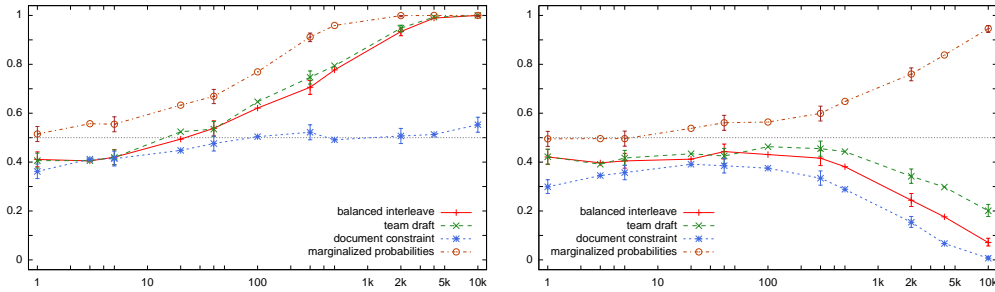 1
0.8
0.6
0.4
0.2
0
balanced interleave
team draft
document constraint
marginalized probabilities
1 10 100 1k 2k 5k 10k
1
0.8
0.6
0.4
0.2
0
balanced interleave
team draft
document constraint
marginalized probabilities
1 10 100 1k 2k 5k 10k